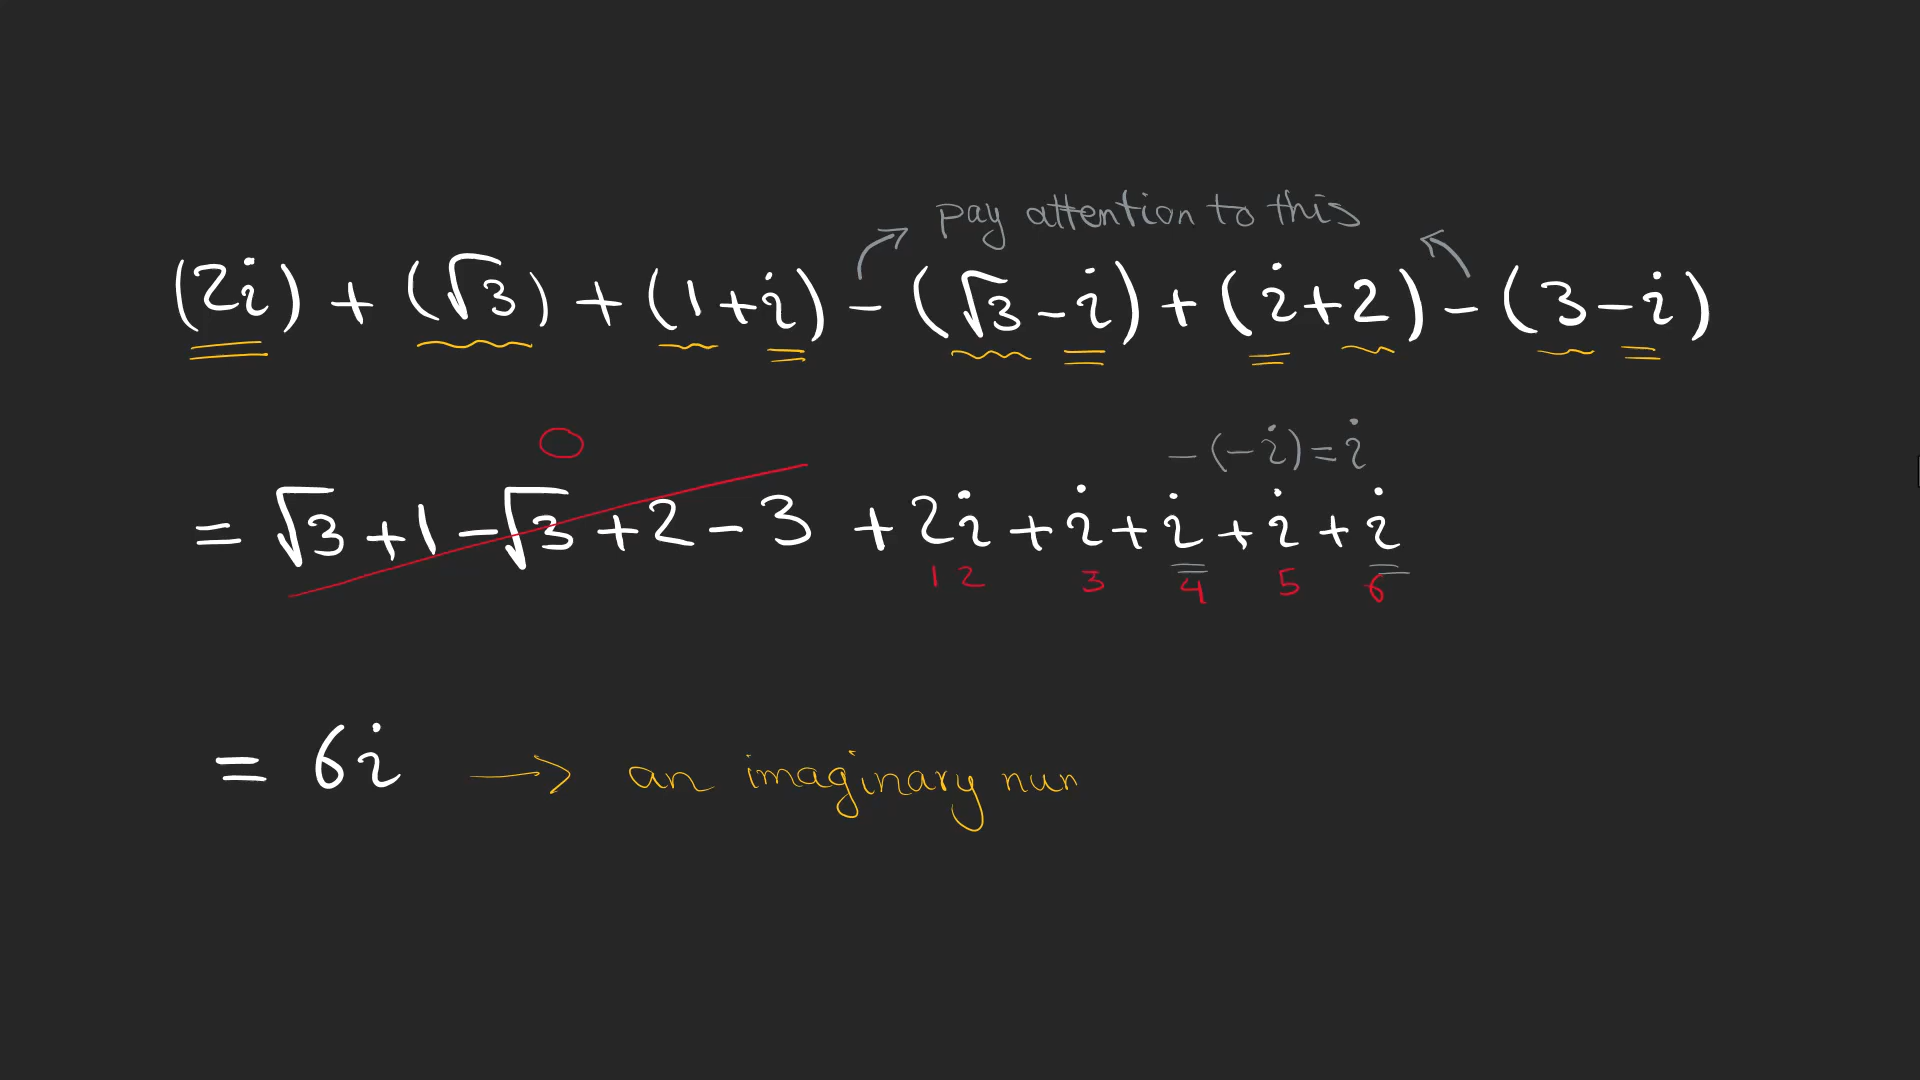 pay attention to this
(2i) + (√3) + (1+i) - (√3-i) + (i+2) - (3-i)
0
-(-i)=i
= √3+1-√3+2-3 +2i+i+i+i+i
1 2 3 4 5 6
= 6i → an imaginary num